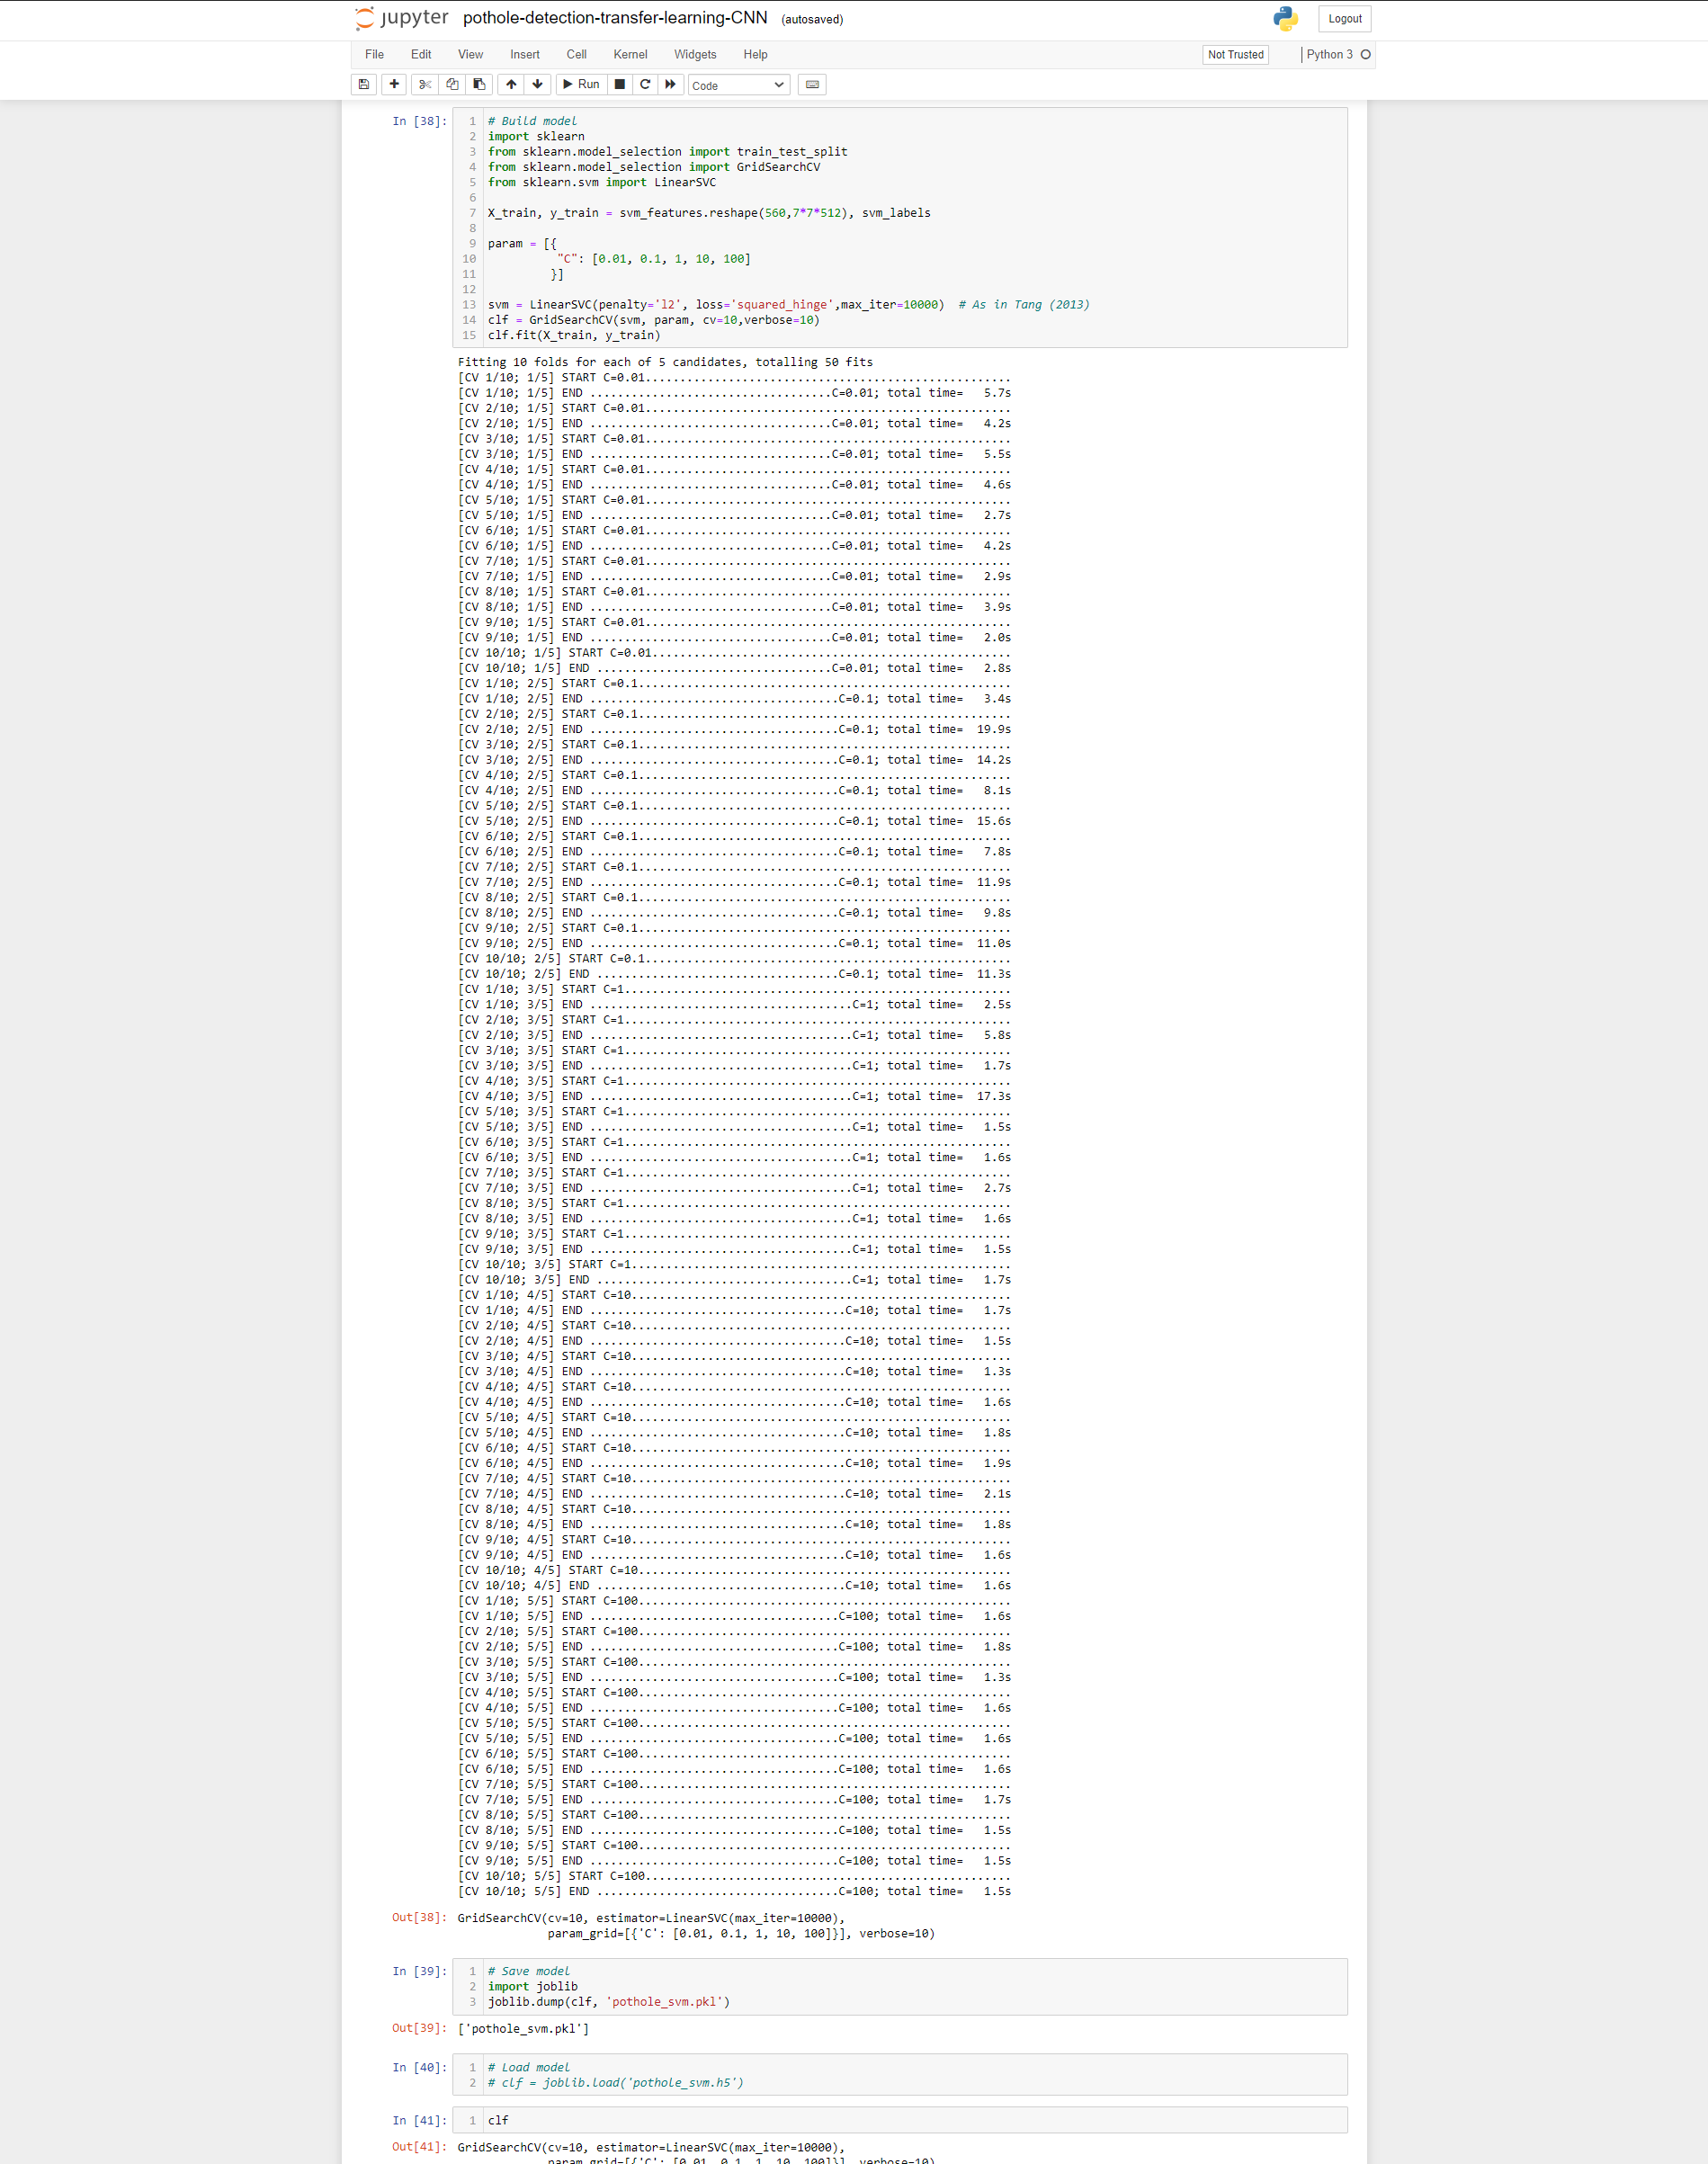 jupyter pothole-detection-transfer-learning-CNN (autosaved) Logout
File Edit View Insert Cell Kernel Widgets Help Not Trusted Python 3
Run Code
In [38]:
1 # Build model
2 import sklearn
3 from sklearn.model_selection import train_test_split
4 from sklearn.model_selection import GridSearchCV
5 from sklearn.svm import LinearSVC
6
7 X_train, y_train = svm_features.reshape(560,7*7*512), svm_labels
8
9 param = [{
10 "C": [0.01, 0.1, 1, 10, 100]
11 }]
12
13 svm = LinearSVC(penalty='l2', loss='squared_hinge',max_iter=10000) # As in Tang (2013)
14 clf = GridSearchCV(svm, param, cv=10,verbose=10)
15 clf.fit(X_train, y_train)
Fitting 10 folds for each of 5 candidates, totalling 50 fits
[CV 1/10; 1/5] START C=0.01.....................................................
[CV 1/10; 1/5] END ...................................C=0.01; total time=   5.7s
[CV 2/10; 1/5] START C=0.01.....................................................
[CV 2/10; 1/5] END ...................................C=0.01; total time=   4.2s
[CV 3/10; 1/5] START C=0.01.....................................................
[CV 3/10; 1/5] END ...................................C=0.01; total time=   5.5s
[CV 4/10; 1/5] START C=0.01.....................................................
[CV 4/10; 1/5] END ...................................C=0.01; total time=   4.6s
[CV 5/10; 1/5] START C=0.01.....................................................
[CV 5/10; 1/5] END ...................................C=0.01; total time=   2.7s
[CV 6/10; 1/5] START C=0.01.....................................................
[CV 6/10; 1/5] END ...................................C=0.01; total time=   4.2s
[CV 7/10; 1/5] START C=0.01.....................................................
[CV 7/10; 1/5] END ...................................C=0.01; total time=   2.9s
[CV 8/10; 1/5] START C=0.01.....................................................
[CV 8/10; 1/5] END ...................................C=0.01; total time=   3.9s
[CV 9/10; 1/5] START C=0.01.....................................................
[CV 9/10; 1/5] END ...................................C=0.01; total time=   2.0s
[CV 10/10; 1/5] START C=0.01....................................................
[CV 10/10; 1/5] END ..................................C=0.01; total time=   2.8s
[CV 1/10; 2/5] START C=0.1......................................................
[CV 1/10; 2/5] END ....................................C=0.1; total time=   3.4s
[CV 2/10; 2/5] START C=0.1......................................................
[CV 2/10; 2/5] END ....................................C=0.1; total time=  19.9s
[CV 3/10; 2/5] START C=0.1......................................................
[CV 3/10; 2/5] END ....................................C=0.1; total time=  14.2s
[CV 4/10; 2/5] START C=0.1......................................................
[CV 4/10; 2/5] END ....................................C=0.1; total time=   8.1s
[CV 5/10; 2/5] START C=0.1......................................................
[CV 5/10; 2/5] END ....................................C=0.1; total time=  15.6s
[CV 6/10; 2/5] START C=0.1......................................................
[CV 6/10; 2/5] END ....................................C=0.1; total time=   7.8s
[CV 7/10; 2/5] START C=0.1......................................................
[CV 7/10; 2/5] END ....................................C=0.1; total time=  11.9s
[CV 8/10; 2/5] START C=0.1......................................................
[CV 8/10; 2/5] END ....................................C=0.1; total time=   9.8s
[CV 9/10; 2/5] START C=0.1......................................................
[CV 9/10; 2/5] END ....................................C=0.1; total time=  11.0s
[CV 10/10; 2/5] START C=0.1.....................................................
[CV 10/10; 2/5] END ...................................C=0.1; total time=  11.3s
[CV 1/10; 3/5] START C=1........................................................
[CV 1/10; 3/5] END ......................................C=1; total time=   2.5s
[CV 2/10; 3/5] START C=1........................................................
[CV 2/10; 3/5] END ......................................C=1; total time=   5.8s
[CV 3/10; 3/5] START C=1........................................................
[CV 3/10; 3/5] END ......................................C=1; total time=   1.7s
[CV 4/10; 3/5] START C=1........................................................
[CV 4/10; 3/5] END ......................................C=1; total time=  17.3s
[CV 5/10; 3/5] START C=1........................................................
[CV 5/10; 3/5] END ......................................C=1; total time=   1.5s
[CV 6/10; 3/5] START C=1........................................................
[CV 6/10; 3/5] END ......................................C=1; total time=   1.6s
[CV 7/10; 3/5] START C=1........................................................
[CV 7/10; 3/5] END ......................................C=1; total time=   2.7s
[CV 8/10; 3/5] START C=1........................................................
[CV 8/10; 3/5] END ......................................C=1; total time=   1.6s
[CV 9/10; 3/5] START C=1........................................................
[CV 9/10; 3/5] END ......................................C=1; total time=   1.5s
[CV 10/10; 3/5] START C=1.......................................................
[CV 10/10; 3/5] END .....................................C=1; total time=   1.7s
[CV 1/10; 4/5] START C=10.......................................................
[CV 1/10; 4/5] END .....................................C=10; total time=   1.7s
[CV 2/10; 4/5] START C=10.......................................................
[CV 2/10; 4/5] END .....................................C=10; total time=   1.5s
[CV 3/10; 4/5] START C=10.......................................................
[CV 3/10; 4/5] END .....................................C=10; total time=   1.3s
[CV 4/10; 4/5] START C=10.......................................................
[CV 4/10; 4/5] END .....................................C=10; total time=   1.6s
[CV 5/10; 4/5] START C=10.......................................................
[CV 5/10; 4/5] END .....................................C=10; total time=   1.8s
[CV 6/10; 4/5] START C=10.......................................................
[CV 6/10; 4/5] END .....................................C=10; total time=   1.9s
[CV 7/10; 4/5] START C=10.......................................................
[CV 7/10; 4/5] END .....................................C=10; total time=   2.1s
[CV 8/10; 4/5] START C=10.......................................................
[CV 8/10; 4/5] END .....................................C=10; total time=   1.8s
[CV 9/10; 4/5] START C=10.......................................................
[CV 9/10; 4/5] END .....................................C=10; total time=   1.6s
[CV 10/10; 4/5] START C=10......................................................
[CV 10/10; 4/5] END ....................................C=10; total time=   1.6s
[CV 1/10; 5/5] START C=100......................................................
[CV 1/10; 5/5] END ....................................C=100; total time=   1.6s
[CV 2/10; 5/5] START C=100......................................................
[CV 2/10; 5/5] END ....................................C=100; total time=   1.8s
[CV 3/10; 5/5] START C=100......................................................
[CV 3/10; 5/5] END ....................................C=100; total time=   1.3s
[CV 4/10; 5/5] START C=100......................................................
[CV 4/10; 5/5] END ....................................C=100; total time=   1.6s
[CV 5/10; 5/5] START C=100......................................................
[CV 5/10; 5/5] END ....................................C=100; total time=   1.6s
[CV 6/10; 5/5] START C=100......................................................
[CV 6/10; 5/5] END ....................................C=100; total time=   1.6s
[CV 7/10; 5/5] START C=100......................................................
[CV 7/10; 5/5] END ....................................C=100; total time=   1.7s
[CV 8/10; 5/5] START C=100......................................................
[CV 8/10; 5/5] END ....................................C=100; total time=   1.5s
[CV 9/10; 5/5] START C=100......................................................
[CV 9/10; 5/5] END ....................................C=100; total time=   1.5s
[CV 10/10; 5/5] START C=100.....................................................
[CV 10/10; 5/5] END ...................................C=100; total time=   1.5s
Out[38]: GridSearchCV(cv=10, estimator=LinearSVC(max_iter=10000),
param_grid=[{'C': [0.01, 0.1, 1, 10, 100]}], verbose=10)
In [39]:
1 # Save model
2 import joblib
3 joblib.dump(clf, 'pothole_svm.pkl')
Out[39]: ['pothole_svm.pkl']
In [40]:
1 # Load model
2 # clf = joblib.load('pothole_svm.h5')
In [41]:
1 clf
Out[41]: GridSearchCV(cv=10, estimator=LinearSVC(max_iter=10000),
param_grid=[{'C': [0.01, 0.1, 1, 10, 100]}], verbose=10)